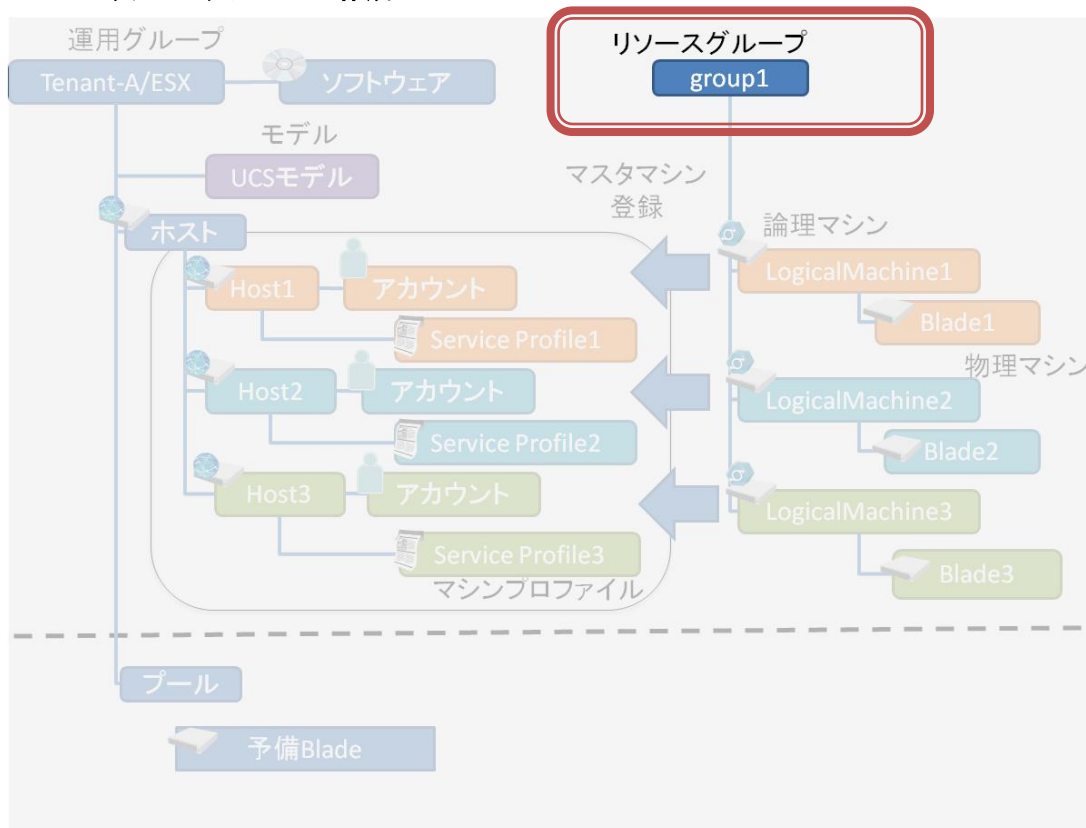 運用グループ
リソースグループ
Tenant-A/ESX
ソフトウェア
group1
モデル
UCSモデル
マスタマシン
登録
ホスト
論理マシン
Host1
アカウント
LogicalMachine1
Service Profile1
Blade1
物理マシン
Host2
アカウント
LogicalMachine2
Service Profile2
Blade2
Host3
アカウント
LogicalMachine3
Service Profile3
Blade3
マシンプロファイル
プール
予備Blade